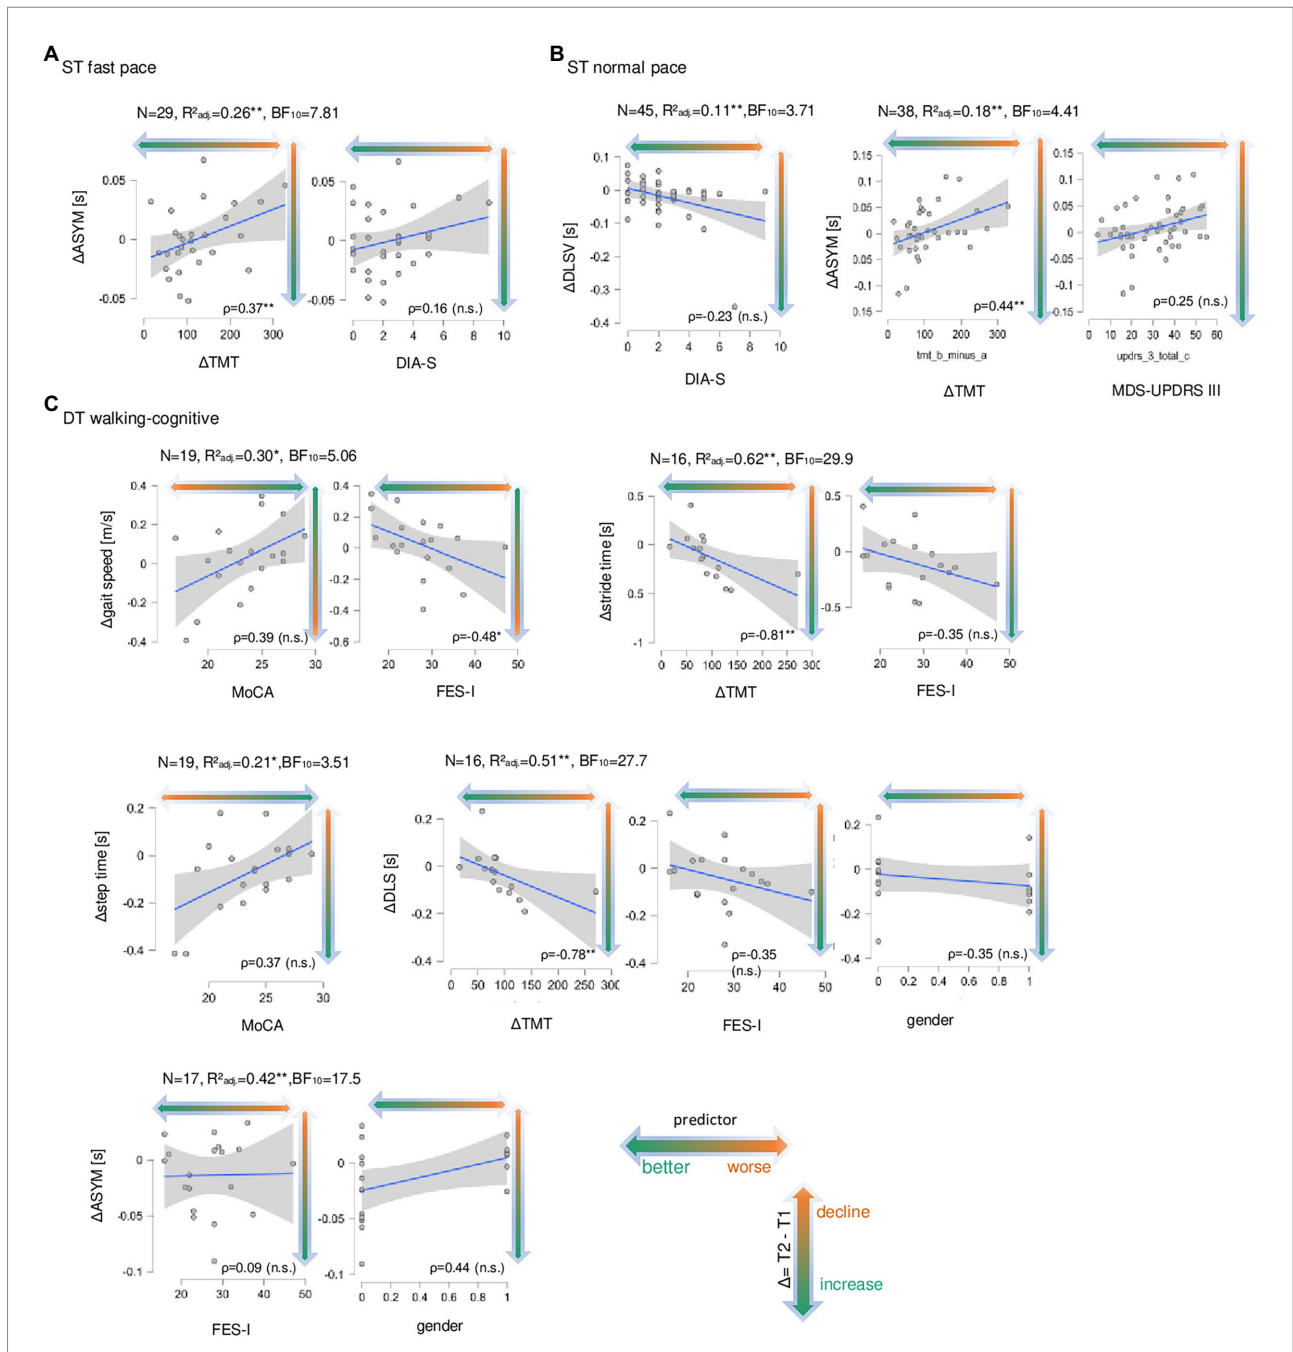 A ST fast pace
B ST normal pace
N=29, R²adj.=0.26**, BF10=7.81
N=45, R²adj.=0.11**,BF10=3.71
N=38, R²adj.=0.18**, BF10=4.41
ΔASYM [s]
0.05
0
-0.05
ρ=0.37**
0 100 200 300
ΔTMT
0.05
0
-0.05
ρ=0.16 (n.s.)
0 2 4 6 8 10
DIA-S
ΔDLSV [s]
0.1
0
-0.1
-0.2
-0.3
-0.4
ρ=-0.23 (n.s.)
0 2 4 6 8 10
DIA-S
ΔASYM [s]
0.15
0.1
0.05
0
-0.05
-0.1
0.15
ρ=0.44**
0 100 200 300
tmt_b_minus_a
ΔTMT
0.15
0.1
0.05
0
-0.05
-0.1
-0.15
ρ=0.25 (n.s.)
0 10 20 30 40 50 60
updrs_3_total_c
MDS-UPDRS III
C DT walking-cognitive
N=19, R²adj.=0.30*, BF10=5.06
N=16, R²adj.=0.62**, BF10=29.9
Δgait speed [m/s]
0.4
0.2
0
-0.2
-0.4
ρ=0.39 (n.s.)
20 25 30
MoCA
0.4
0.2
0
-0.2
-0.4
-0.6
ρ=-0.48*
20 30 40 50
FES-I
Δstride time [s]
0.5
0
-0.5
-1
ρ=-0.81**
0 50 100 150 200 250 300
ΔTMT
0.5
0
-0.5
ρ=-0.35 (n.s.)
20 30 40 50
FES-I
N=19, R²adj.=0.21*,BF10=3.51
N=16, R²adj.=0.51**, BF10=27.7
Δstep time [s]
0.2
0
-0.2
-0.4
ρ=0.37 (n.s.)
20 25 30
MoCA
ΔDLS [s]
0.2
0
-0.2
-0.4
ρ=-0.78**
0 50 100 150 200 250 300
ΔTMT
0.2
0
-0.2
-0.4
ρ=-0.35
(n.s.)
20 30 40 50
FES-I
0.2
0
-0.2
-0.4
ρ=-0.35 (n.s.)
0 0.2 0.4 0.6 0.8 1
gender
N=17, R²adj.=0.42**,BF10=17.5
ΔASYM [s]
0
-0.05
-0.1
ρ=0.09 (n.s.)
20 30 40 50
FES-I
0
-0.05
-0.1
ρ=0.44 (n.s.)
0 0.2 0.4 0.6 0.8 1
gender
predictor
better worse
Δ= T2 - T1
decline
increase